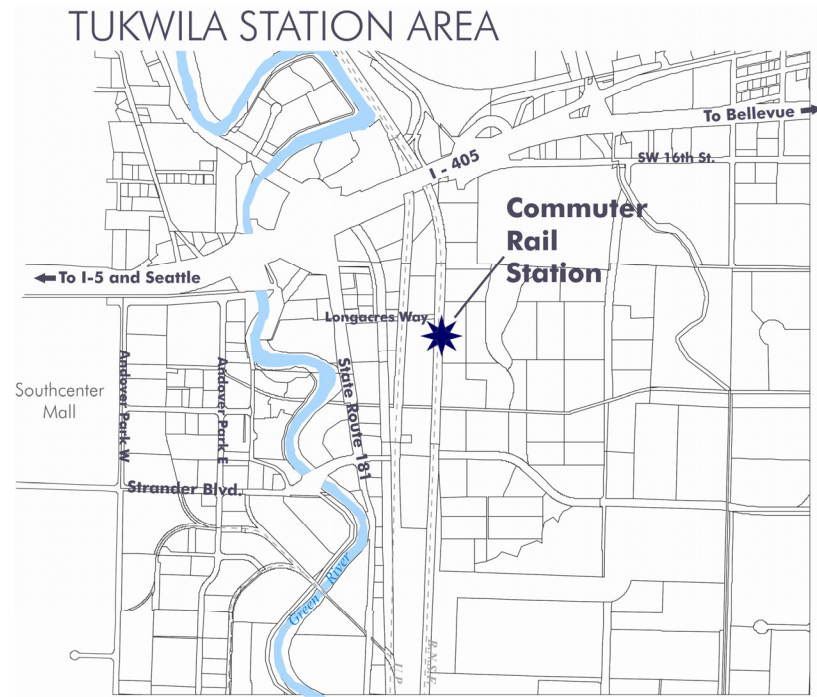 TUKWILA STATION AREA
To Bellevue
SW 16th St.
I - 405
Commuter
Rail
Station
To I-5 and Seattle
Longacres Way
Southcenter
Mall
Andover Park W
Andover Park E
State Route 181
Strander Blvd.
Green River
U.P.
B.N.S.F.